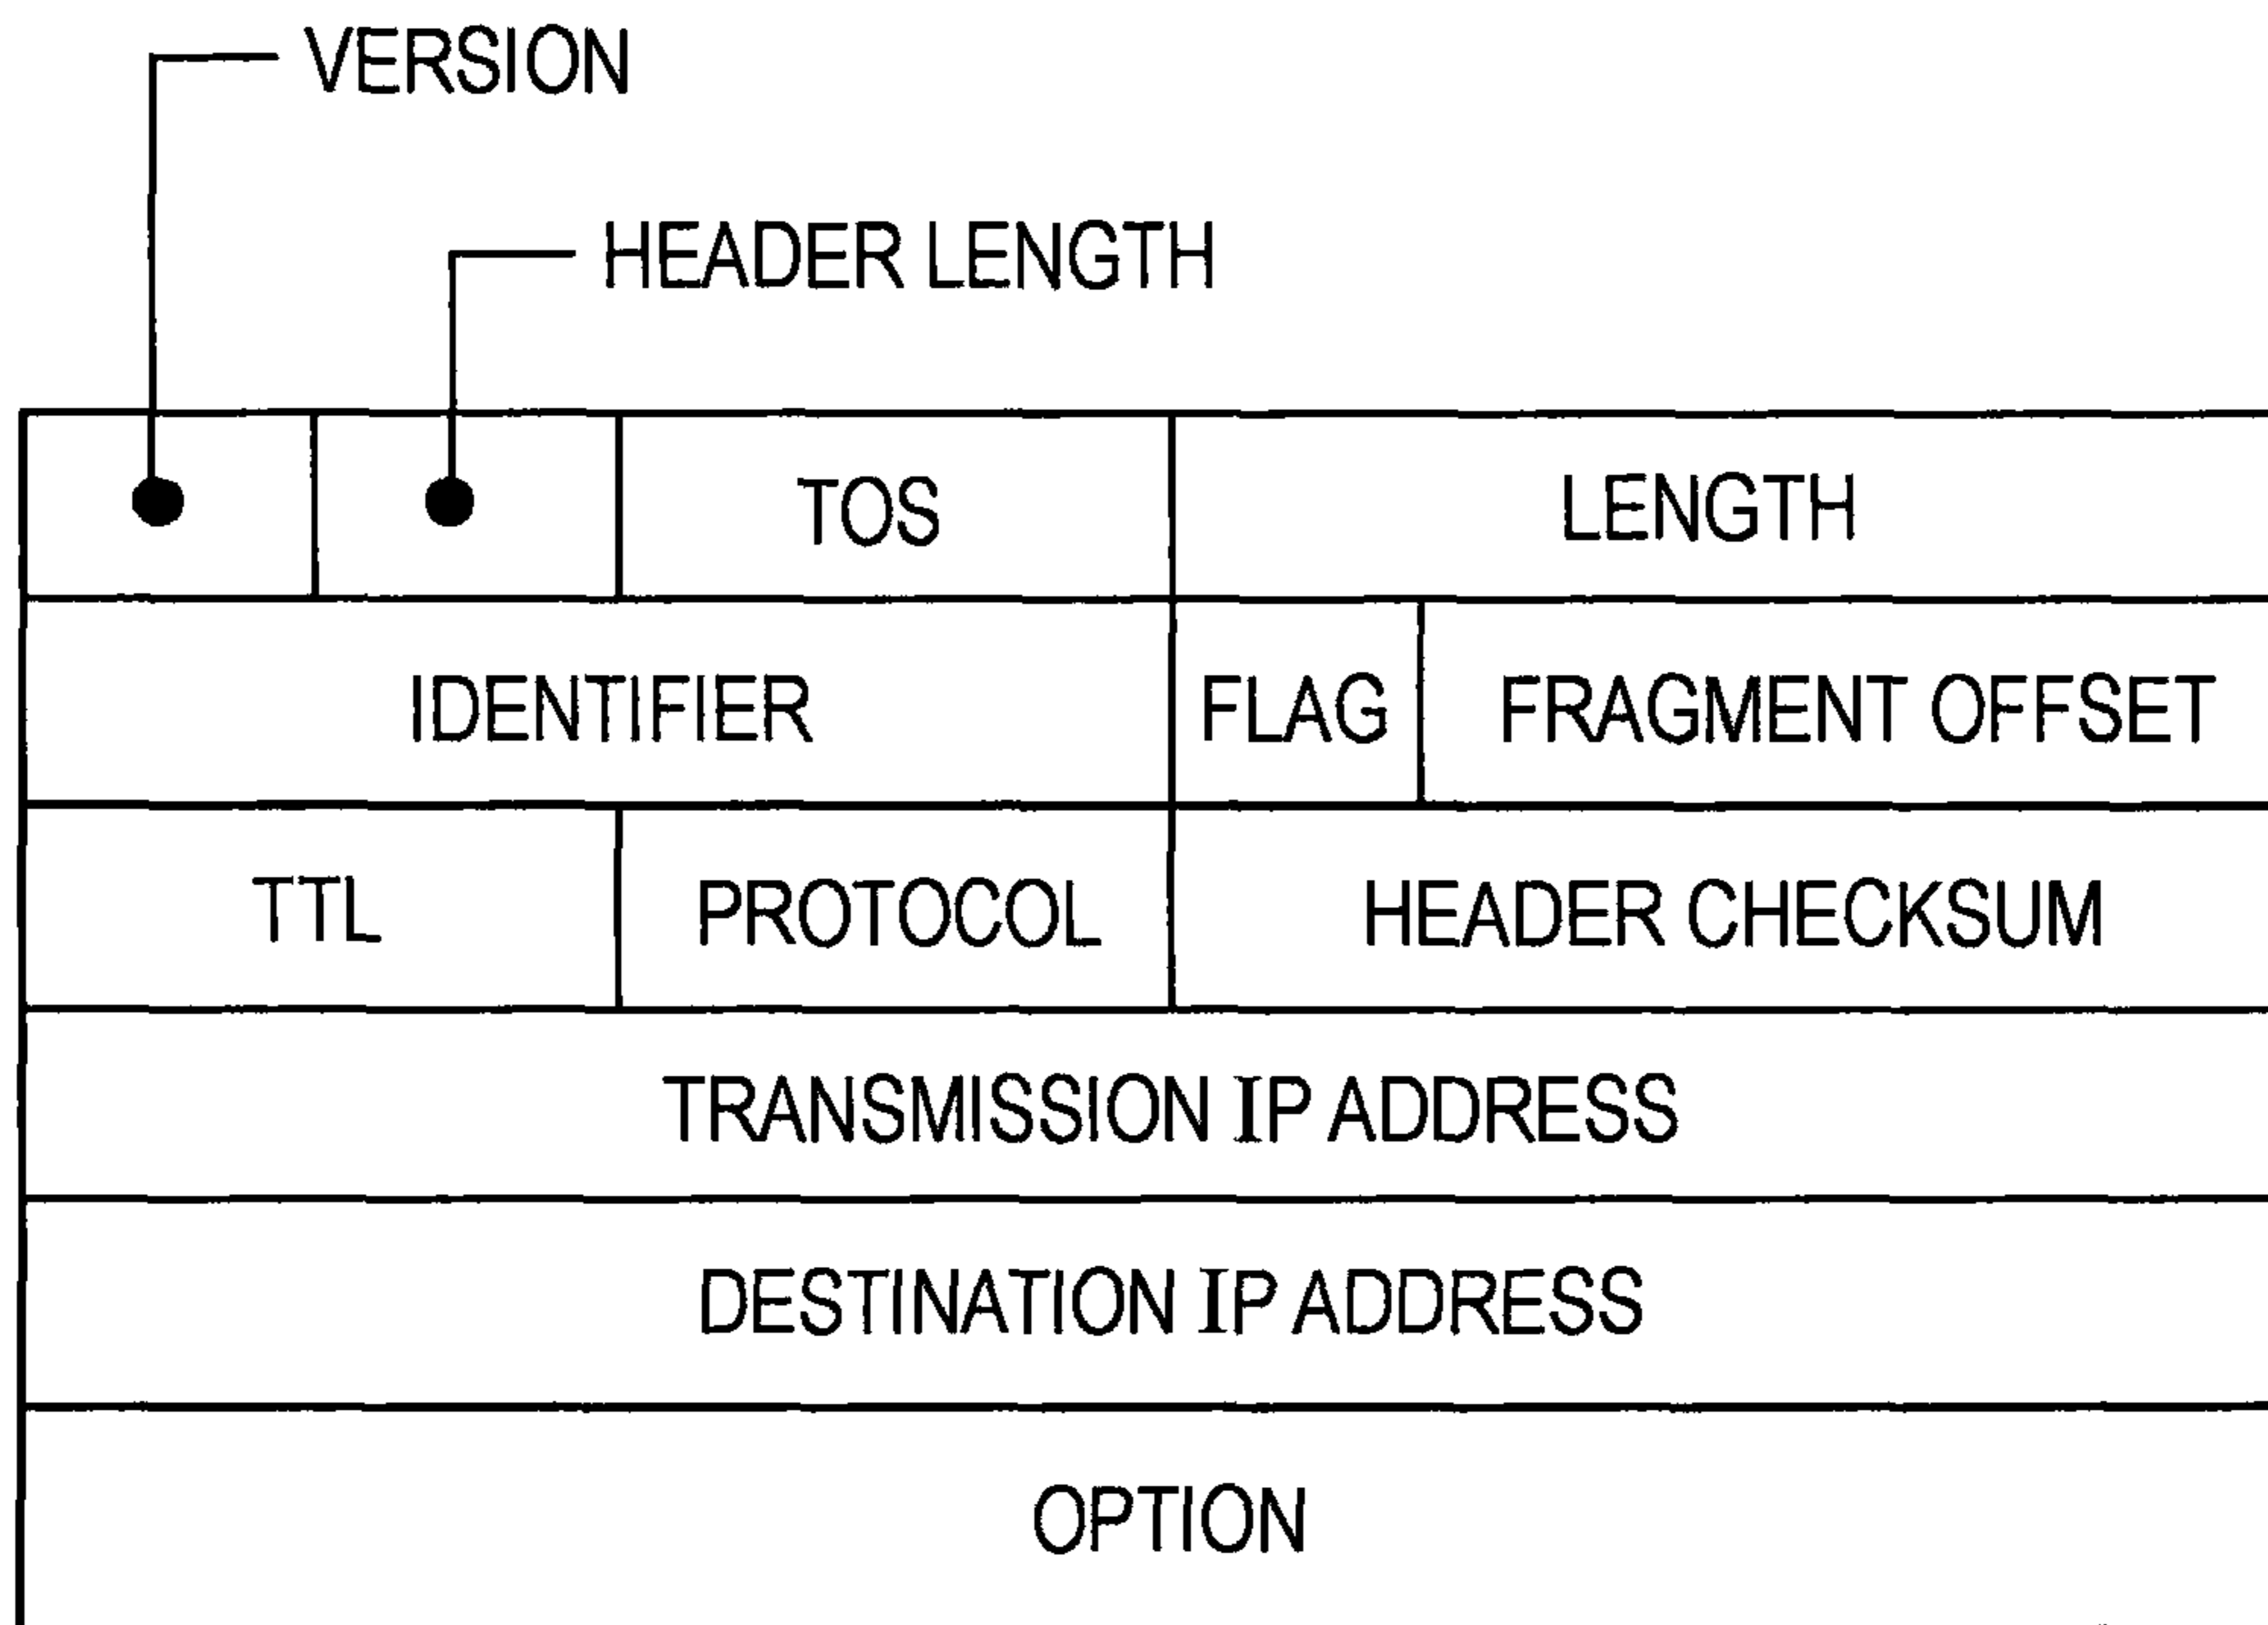 VERSION
HEADER LENGTH
TOS LENGTH
IDENTIFIER FLAG FRAGMENT OFFSET
TTL PROTOCOL HEADER CHECKSUM
TRANSMISSION IP ADDRESS
DESTINATION IP ADDRESS
OPTION